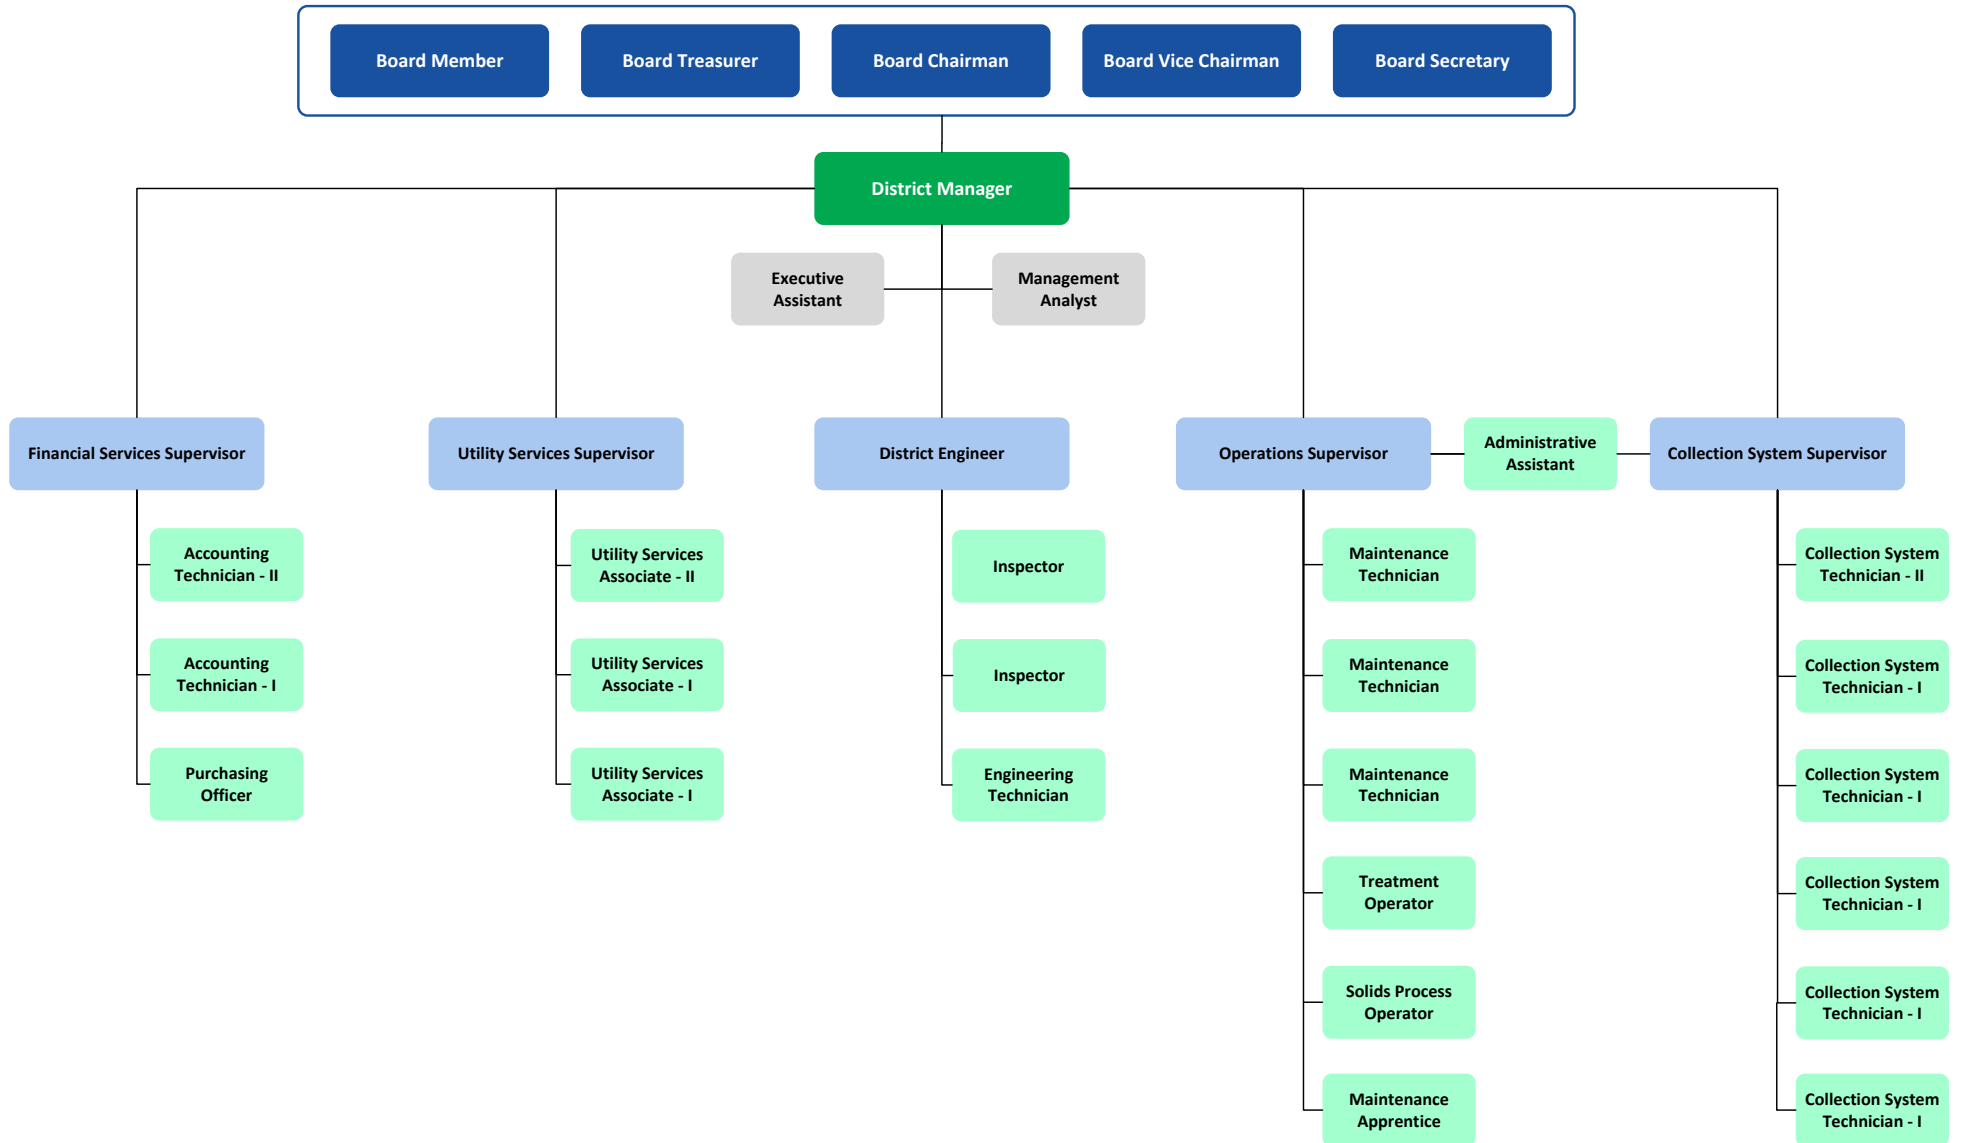 Board Member
Board Treasurer
Board Chairman
Board Vice Chairman
Board Secretary
District Manager
Executive
Assistant
Management
Analyst
Financial Services Supervisor
Utility Services Supervisor
District Engineer
Operations Supervisor
Administrative
Assistant
Collection System Supervisor
Accounting
Technician - II
Accounting
Technician - I
Purchasing
Officer
Utility Services
Associate - II
Utility Services
Associate - I
Utility Services
Associate - I
Inspector
Inspector
Engineering
Technician
Maintenance
Technician
Maintenance
Technician
Maintenance
Technician
Treatment
Operator
Solids Process
Operator
Maintenance
Apprentice
Collection System
Technician - II
Collection System
Technician - I
Collection System
Technician - I
Collection System
Technician - I
Collection System
Technician - I
Collection System
Technician - I